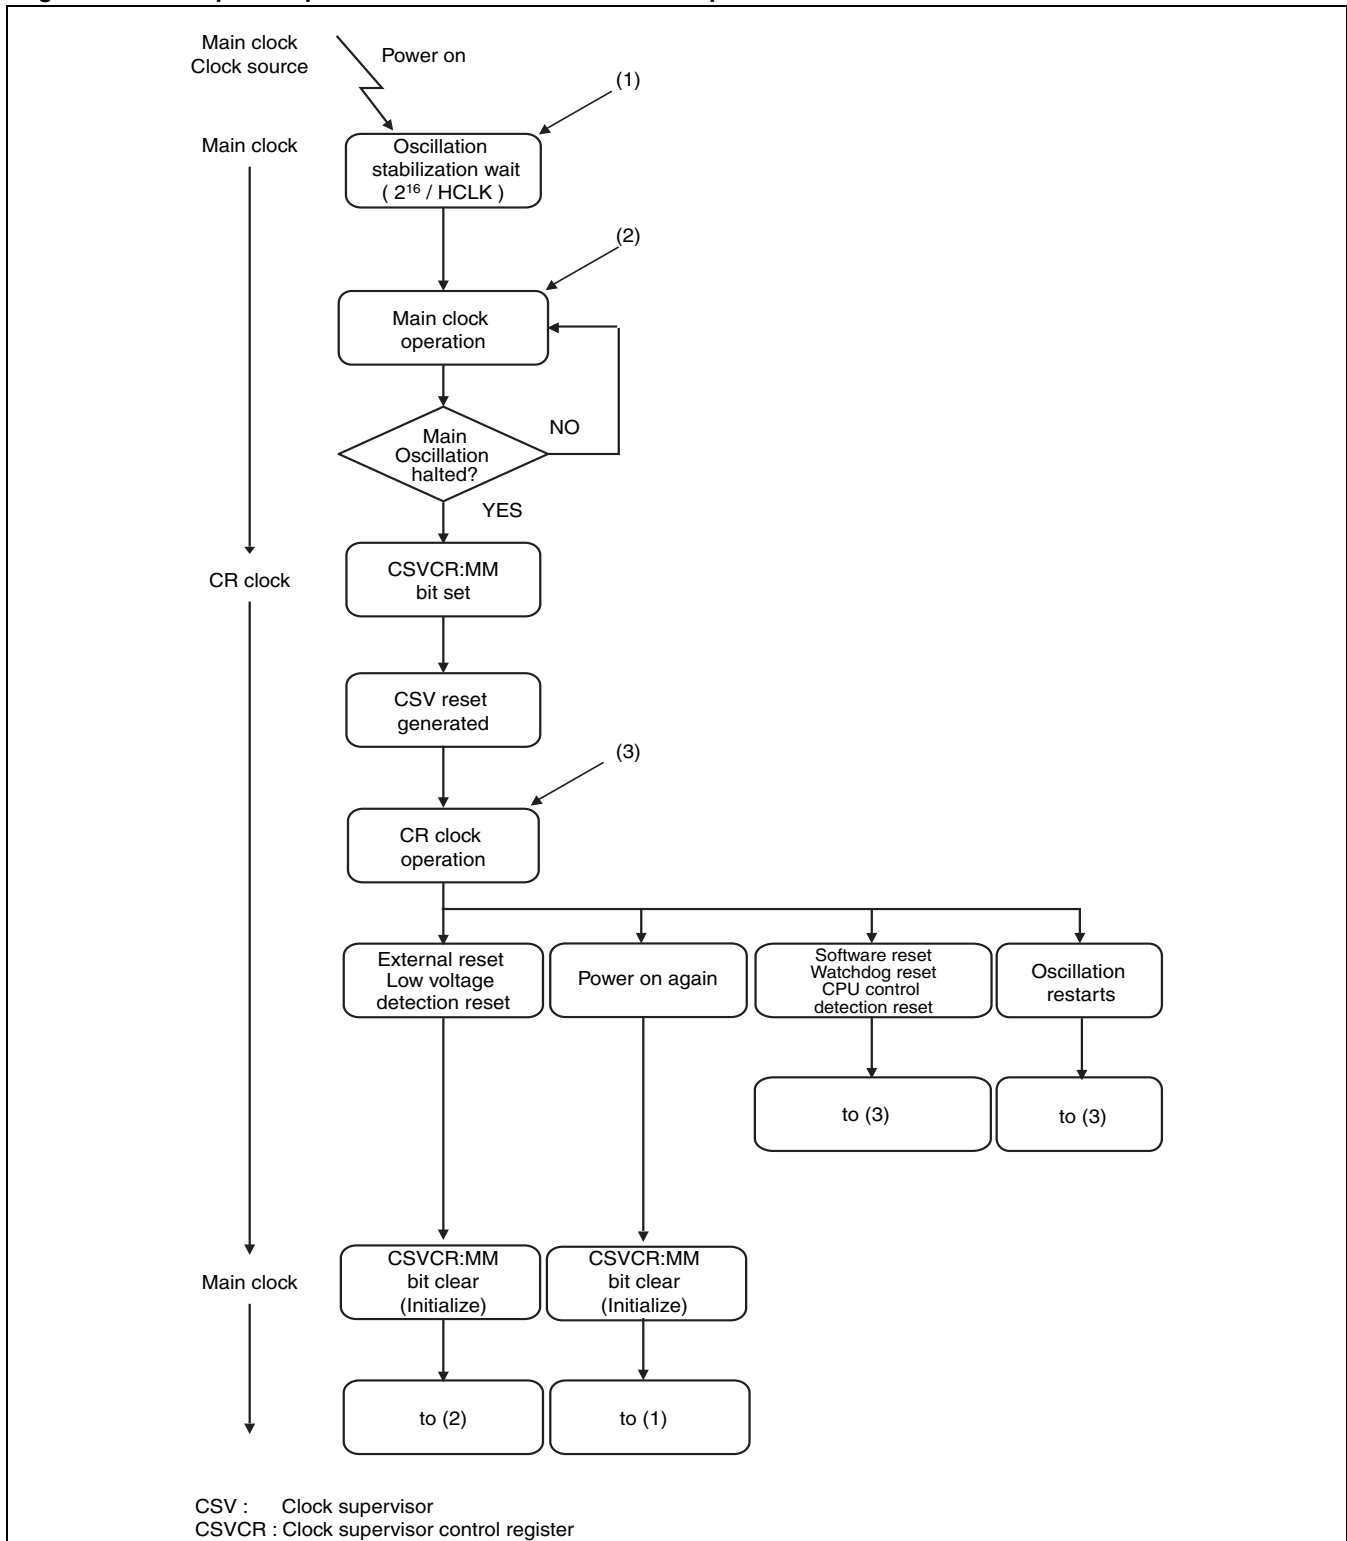 Main clock
Clock source
Power on
(1)
Main clock
Oscillation
stabilization wait
( 2¹⁶ / HCLK )
(2)
Main clock
operation
Main
Oscillation
halted?
NO
YES
CR clock
CSVCR:MM
bit set
CSV reset
generated
(3)
CR clock
operation
External reset
Low voltage
detection reset
Power on again
Software reset
Watchdog reset
CPU control
detection reset
Oscillation
restarts
to (3)
to (3)
Main clock
CSVCR:MM
bit clear
(Initialize)
CSVCR:MM
bit clear
(Initialize)
to (2)
to (1)
CSV : Clock supervisor
CSVCR : Clock supervisor control register